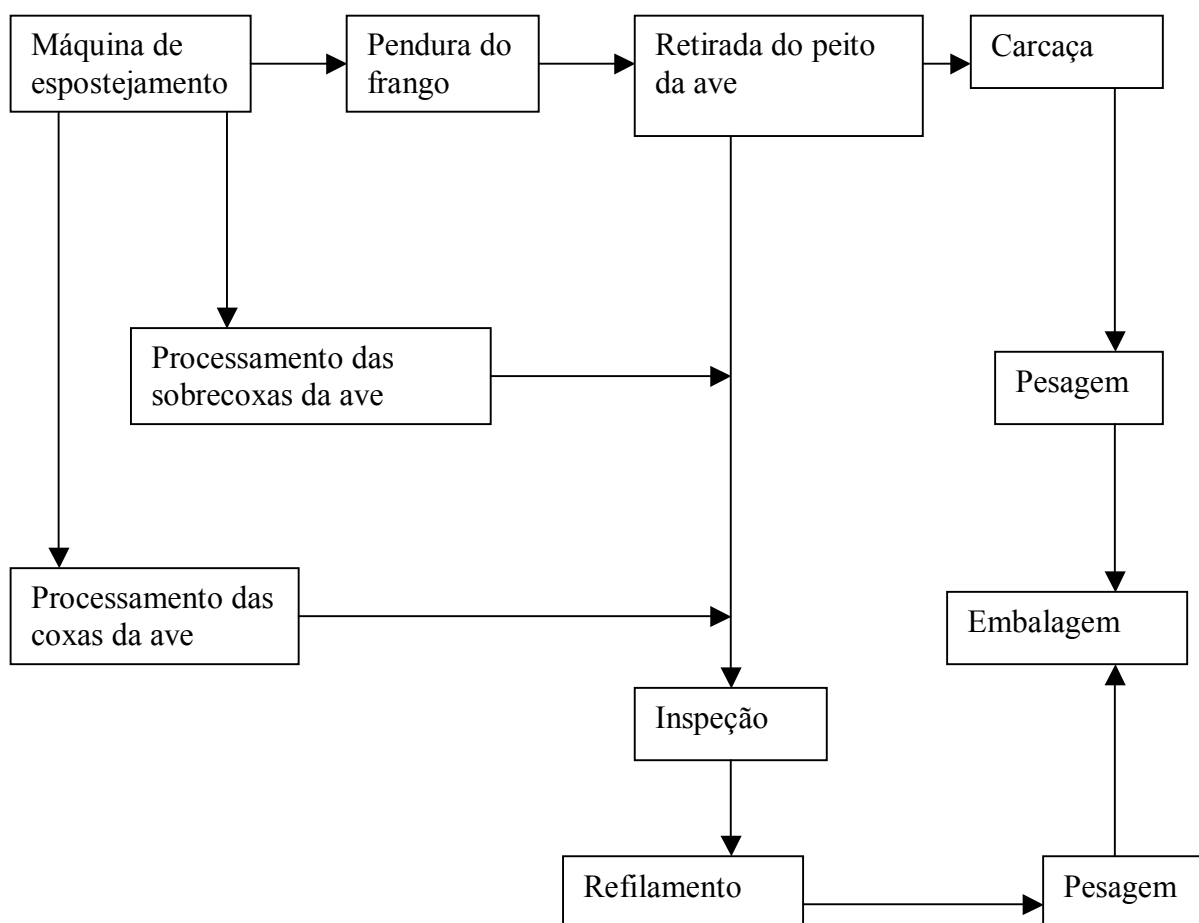 Máquina de
espostejamento
Pendura do
frango
Retirada do peito
da ave
Carcaça
Processamento das
sobrecoxas da ave
Pesagem
Processamento das
coxas da ave
Embalagem
Inspeção
Refilamento
Pesagem